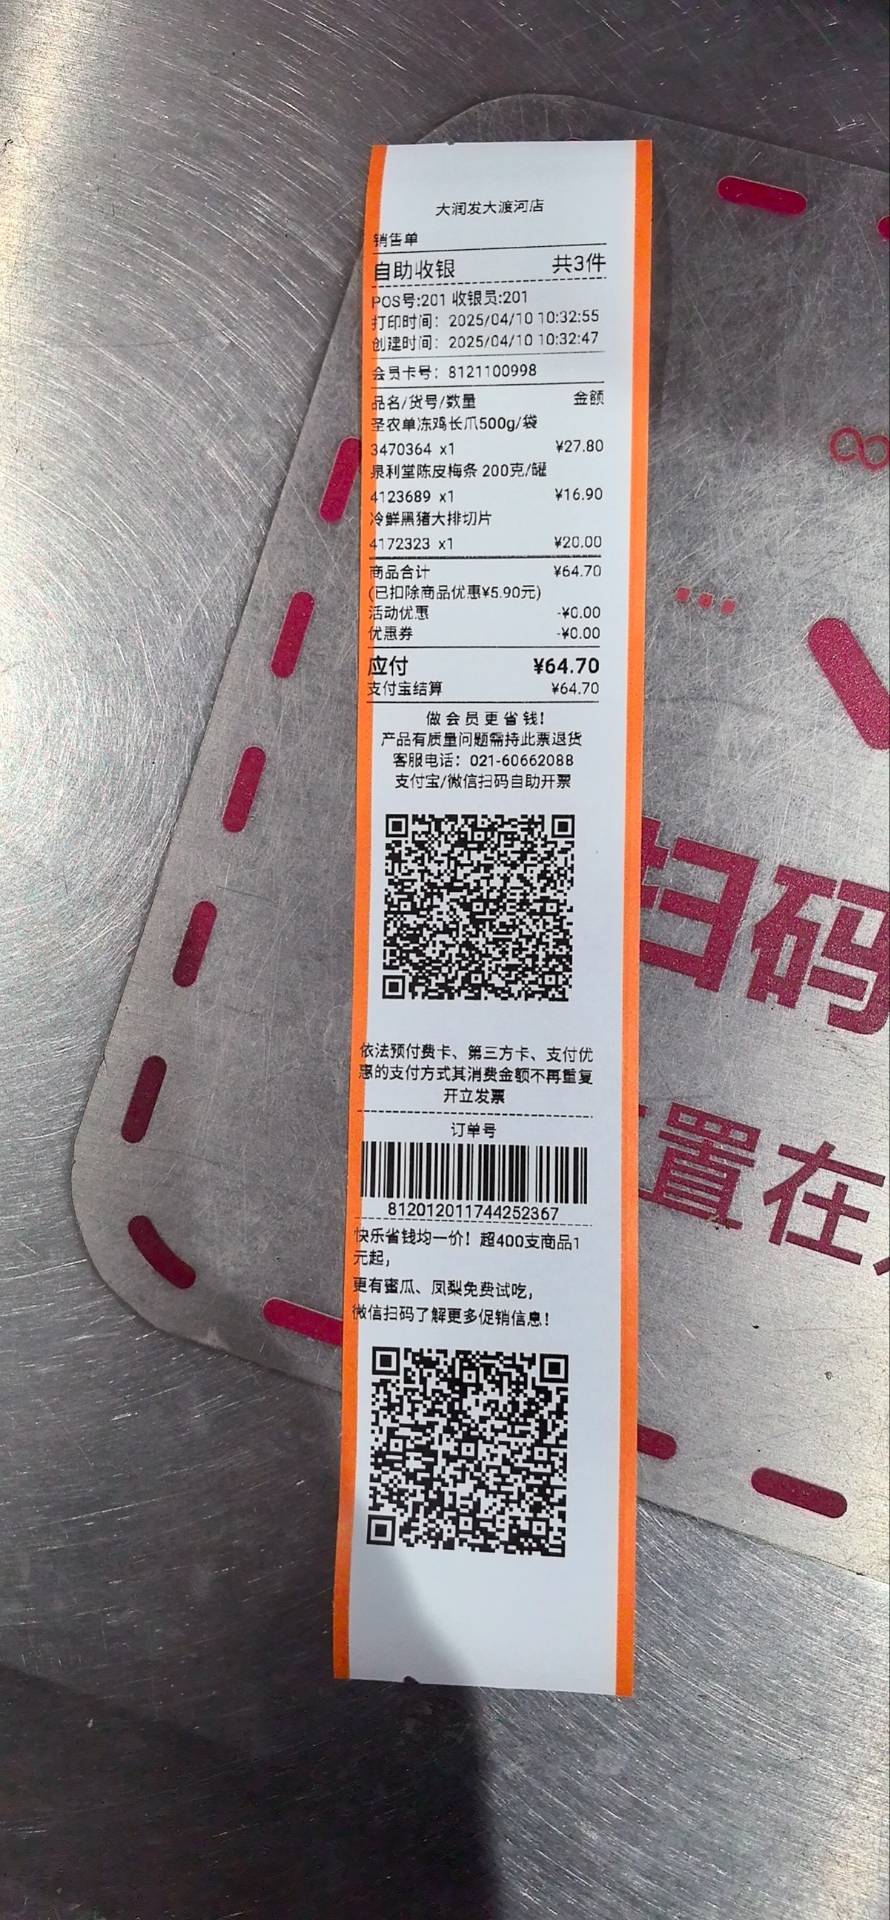 大润发大渡河店
销售单
自助收银 共3件
POS号:201 收银员:201
打印时间: 2025/04/10 10:32:55
创建时间: 2025/04/10 10:32:47
会员卡号: 8121100998
品名/货号/数量 金额
圣农单冻鸡长爪500g/袋
3470364 x1 ¥27.80
泉利堂陈皮梅条 200克/罐
4123689 x1 ¥16.90
冷鲜黑猪大排切片
4172323 x1 ¥20.00
商品合计 ¥64.70
(已扣除商品优惠¥5.90元)
活动优惠 -¥0.00
优惠券 -¥0.00
应付 ¥64.70
支付宝结算 ¥64.70
做会员更省钱!
产品有质量问题需持此票退货
客服电话: 021-60662088
支付宝/微信扫码自助开票
依法预付费卡、第三方卡、支付优
惠的支付方式其消费金额不再重复
开立发票
订单号
812012011744252367
快乐省钱均一价! 超400支商品1
元起,
更有蜜瓜、凤梨免费试吃,
微信扫码了解更多促销信息!
扫码
置在